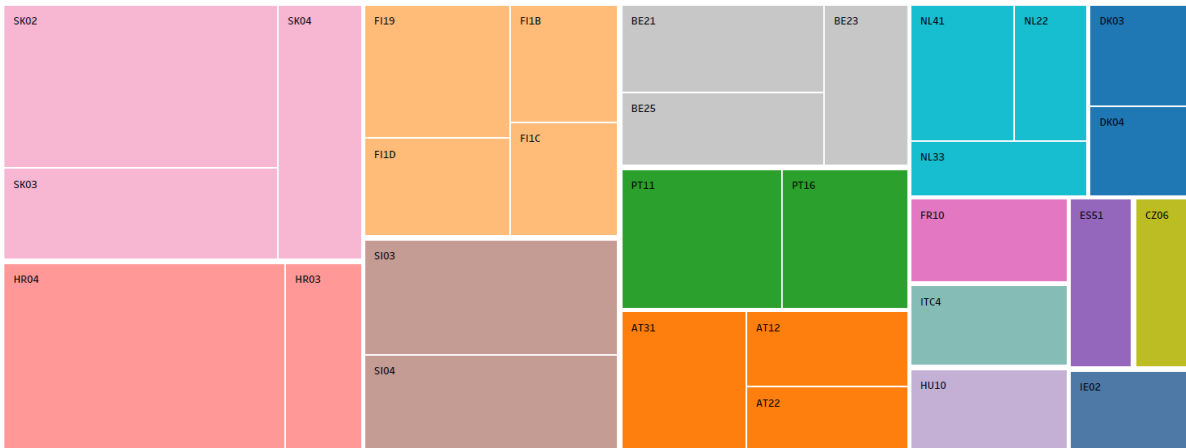 SK02
SK04
SK03
HR04
HR03
FI19
FI1B
FI1D
FI1C
SI03
SI04
BE21
BE23
BE25
PT11
PT16
AT31
AT12
AT22
NL41
NL22
NL33
DK03
DK04
FR10
ITC4
HU10
ES51
CZ06
IE02